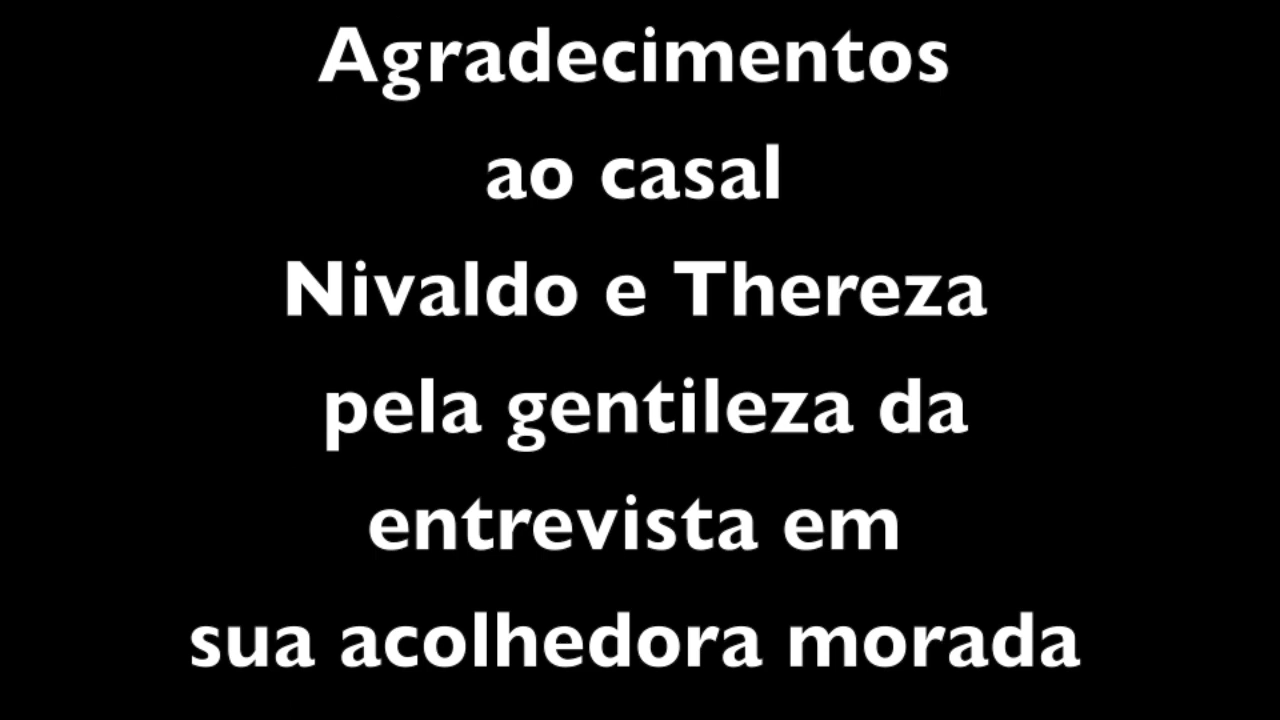 Agradecimentos
ao casal
Nivaldo e Thereza
pela gentileza da
entrevista em
sua acolhedora morada